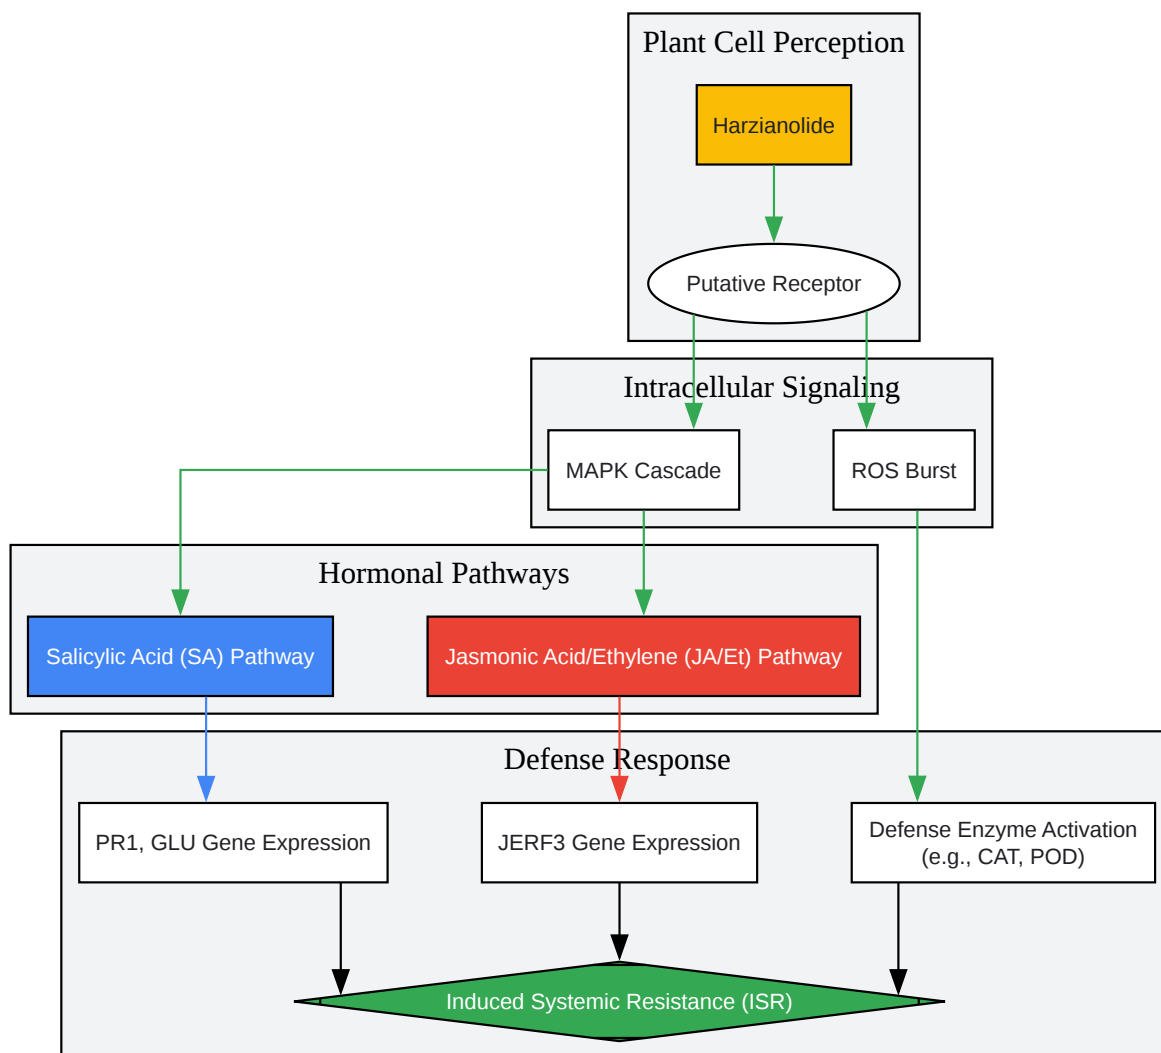 Plant Cell Perception
Harzianolide
Putative Receptor
Intracellular Signaling
MAPK Cascade
ROS Burst
Hormonal Pathways
Salicylic Acid (SA) Pathway
Jasmonic Acid/Ethylene (JA/Et) Pathway
Defense Response
PR1, GLU Gene Expression
JERF3 Gene Expression
Defense Enzyme Activation
(e.g., CAT, POD)
Induced Systemic Resistance (ISR)